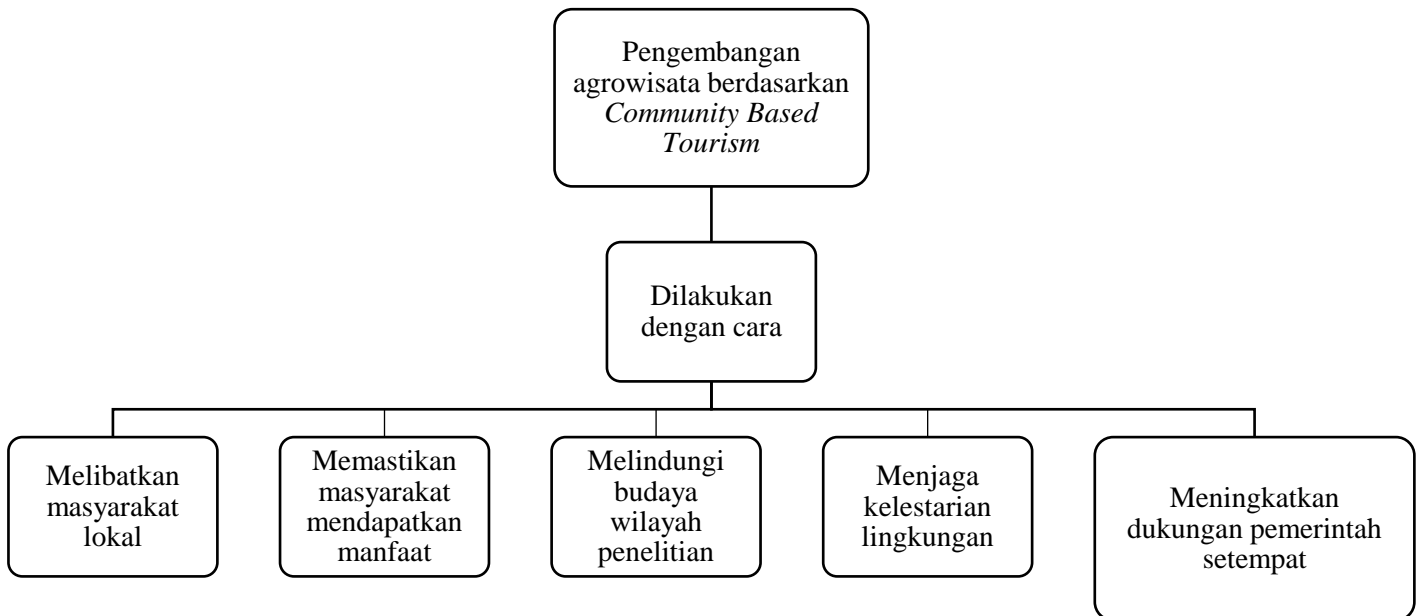 Pengembangan
agrowisata berdasarkan
Community Based
Tourism
Dilakukan
dengan cara
Melibatkan
masyarakat
lokal
Memastikan
masyarakat
mendapatkan
manfaat
Melindungi
budaya
wilayah
penelitian
Menjaga
kelestarian
lingkungan
Meningkatkan
dukungan pemerintah
setempat